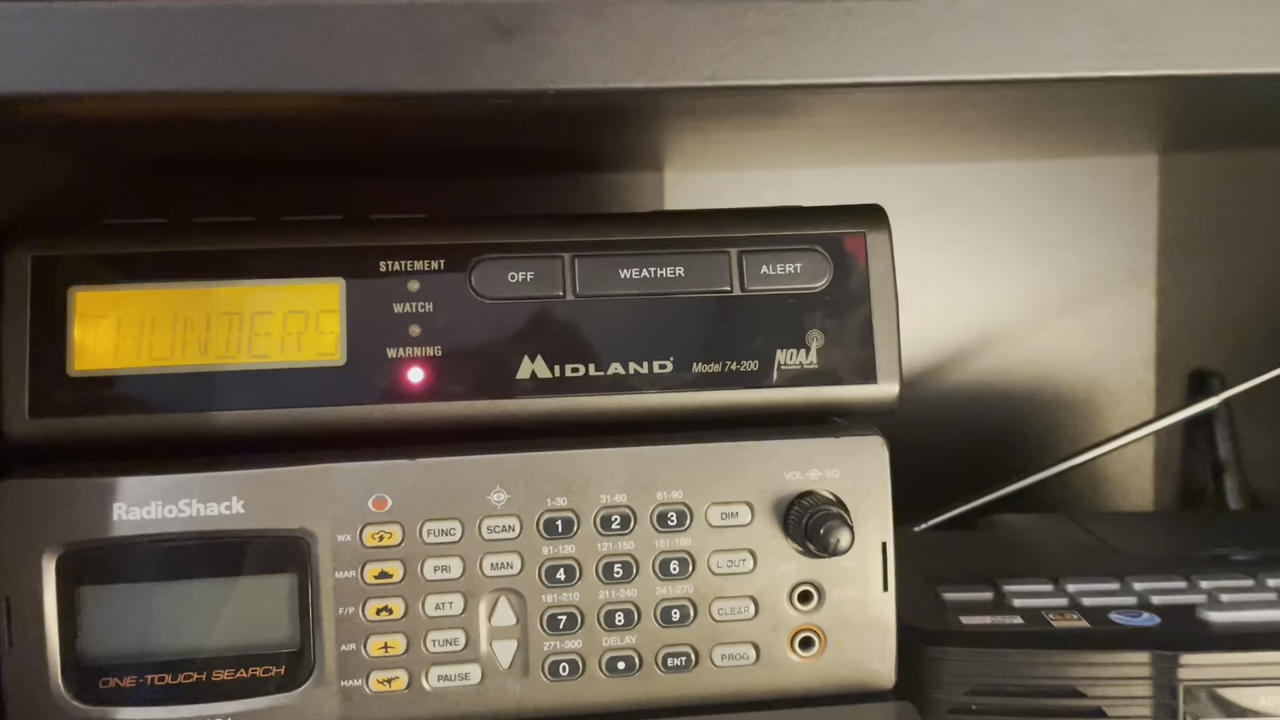 STATEMENT
OFF WEATHER ALERT
WATCH
THUNDERS
WARNING
MIDLAND Model 74-200 NOAA
Weather Radio
RadioShack
VOL SQ
1-30 31-60 61-90
WX FUNC SCAN 1 2 3 DIM
91-120 121-150 151-180
MAR PRI MAN 4 5 6 L/OUT
181-210 211-240 241-270
F/P ATT 7 8 9 CLEAR
271-300 DELAY
AIR TUNE 0 • ENT PROG
HAM PAUSE
ONE-TOUCH SEARCH